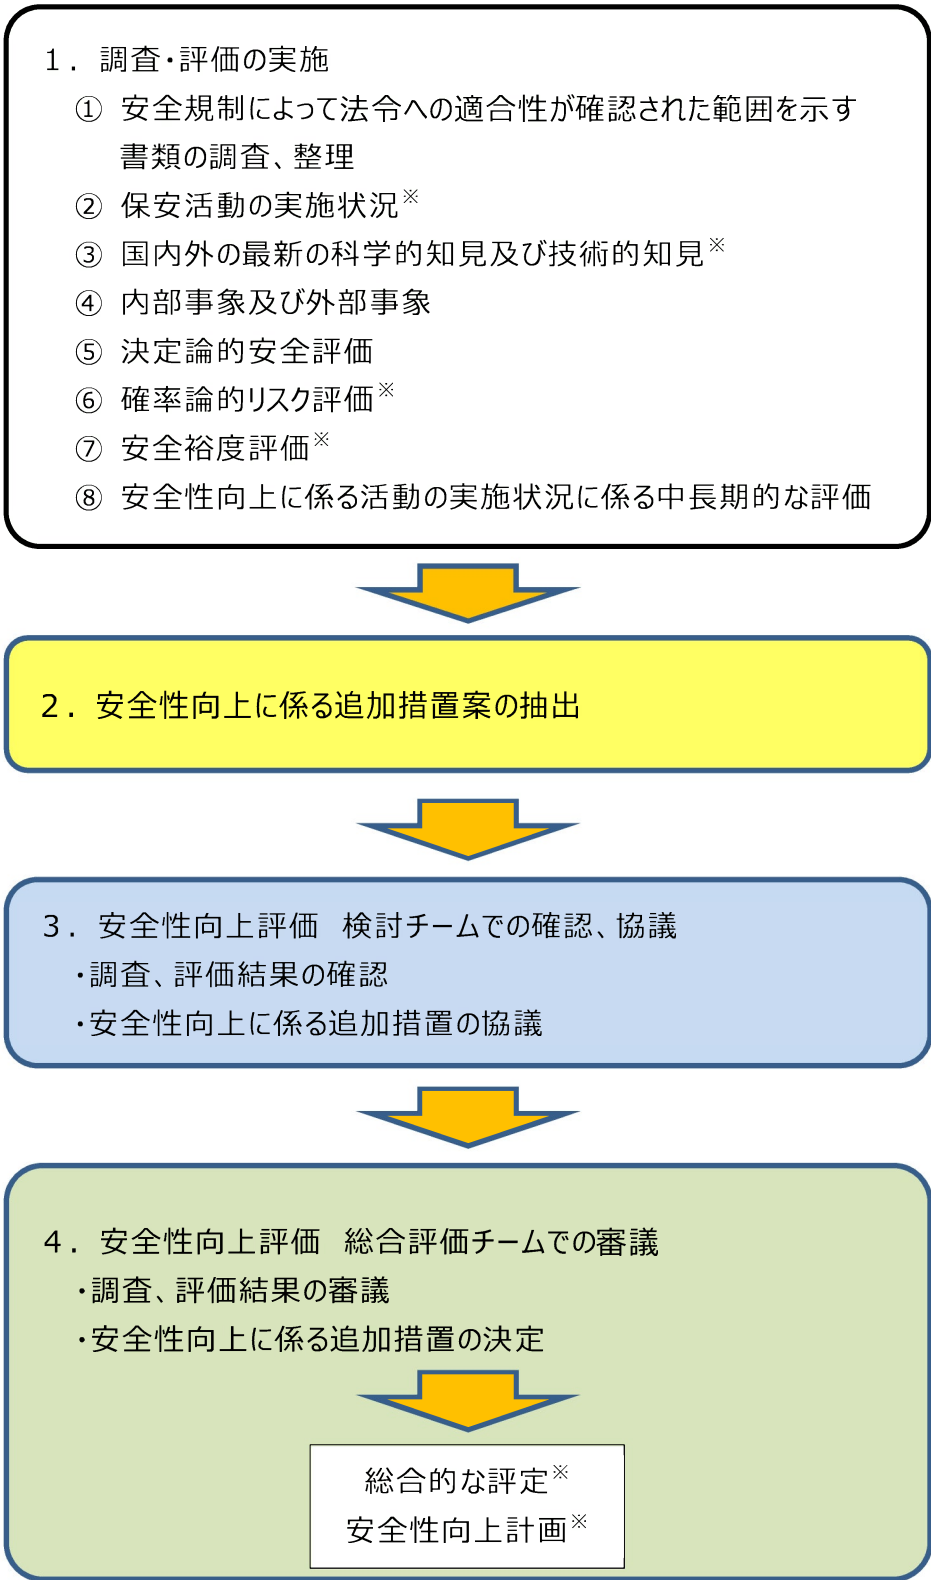 １．調査・評価の実施
① 安全規制によって法令への適合性が確認された範囲を示す
書類の調査、整理
② 保安活動の実施状況※
③ 国内外の最新の科学的知見及び技術的知見※
④ 内部事象及び外部事象
⑤ 決定論的安全評価
⑥ 確率論的リスク評価※
⑦ 安全裕度評価※
⑧ 安全性向上に係る活動の実施状況に係る中長期的な評価
２．安全性向上に係る追加措置案の抽出
３．安全性向上評価　検討チームでの確認、協議
・調査、評価結果の確認
・安全性向上に係る追加措置の協議
４．安全性向上評価　総合評価チームでの審議
・調査、評価結果の審議
・安全性向上に係る追加措置の決定
総合的な評定※
安全性向上計画※